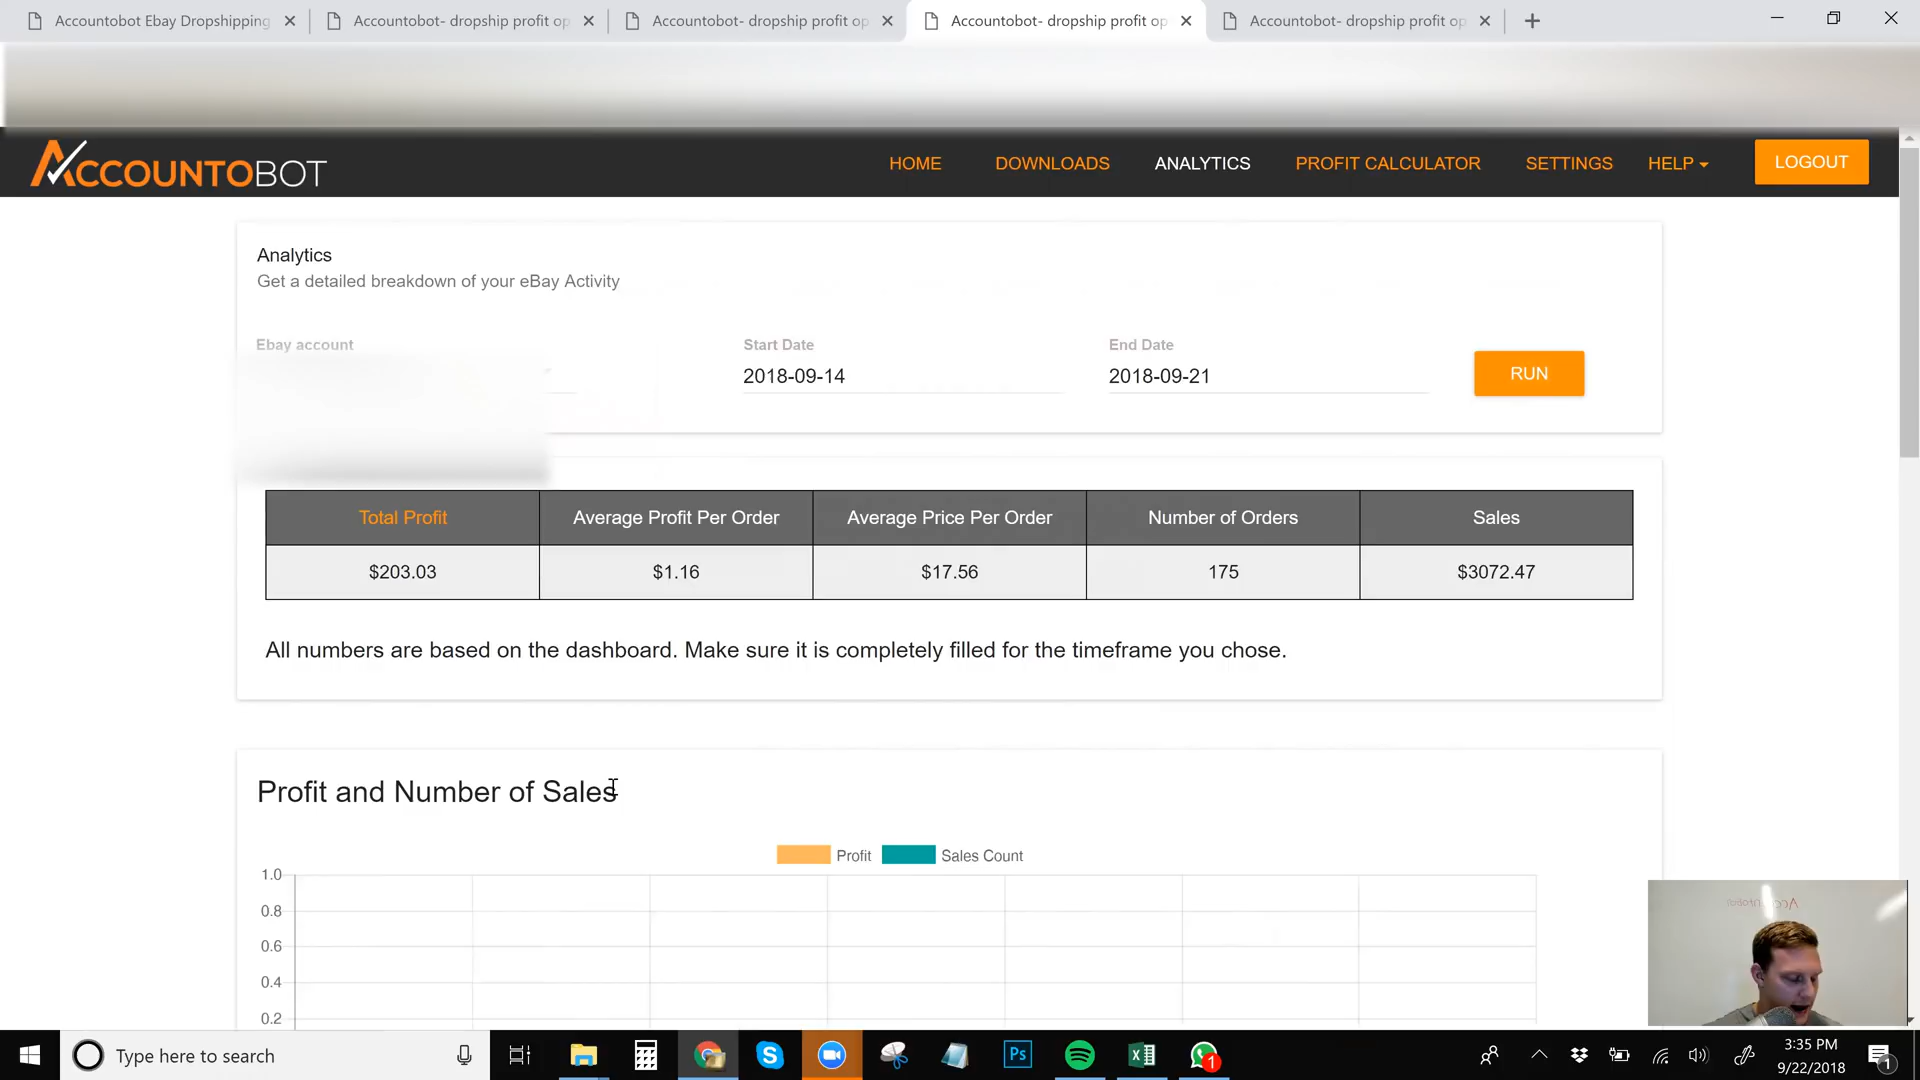 Accountobot Ebay Dropshipping
Accountobot- dropship profit op
Accountobot- dropship profit op
Accountobot- dropship profit op
Accountobot- dropship profit op
ACCOUNTOBOT
HOME
DOWNLOADS
ANALYTICS
PROFIT CALCULATOR
SETTINGS
HELP
LOGOUT
Analytics
Get a detailed breakdown of your eBay Activity
Ebay account
Start Date
End Date
2018-09-14
2018-09-21
RUN
Total Profit
Average Profit Per Order
Average Price Per Order
Number of Orders
Sales
$203.03
$1.16
$17.56
175
$3072.47
All numbers are based on the dashboard. Make sure it is completely filled for the timeframe you chose.
Profit and Number of Sales
Profit
Sales Count
1.0
0.8
0.6
0.4
0.2
Accountobot
Type here to search
Ps
1
3:35 PM
9/22/2018
1